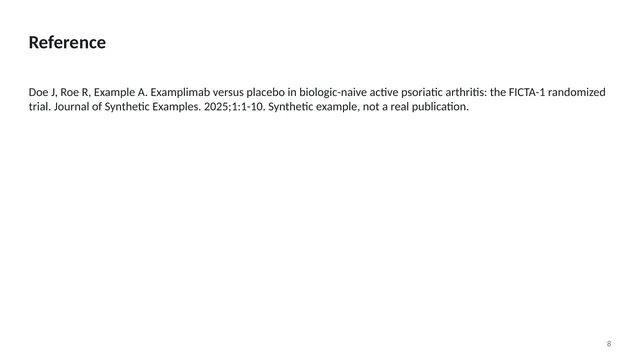 Reference
Doe J, Roe R, Example A. Examplimab versus placebo in biologic-naive active psoriatic arthritis: the FICTA-1 randomized
trial. Journal of Synthetic Examples. 2025;1:1-10. Synthetic example, not a real publication.
8